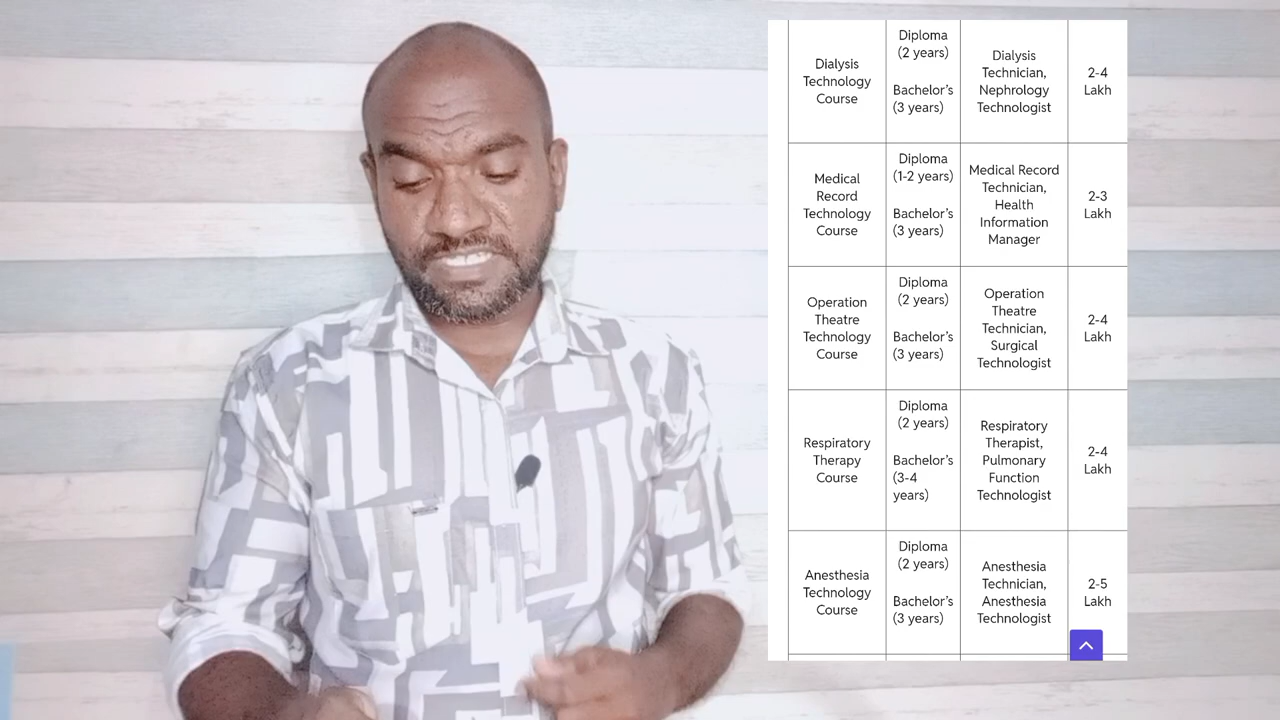 Dialysis
Technology
Course
Diploma
(2 years)
Bachelor's
(3 years)
Dialysis
Technician,
Nephrology
Technologist
2-4
Lakh
Medical
Record
Technology
Course
Diploma
(1-2 years)
Bachelor's
(3 years)
Medical Record
Technician,
Health
Information
Manager
2-3
Lakh
Operation
Theatre
Technology
Course
Diploma
(2 years)
Bachelor's
(3 years)
Operation
Theatre
Technician,
Surgical
Technologist
2-4
Lakh
Respiratory
Therapy
Course
Diploma
(2 years)
Bachelor's
(3-4
years)
Respiratory
Therapist,
Pulmonary
Function
Technologist
2-4
Lakh
Anesthesia
Technology
Course
Diploma
(2 years)
Bachelor's
(3 years)
Anesthesia
Technician,
Anesthesia
Technologist
2-5
Lakh